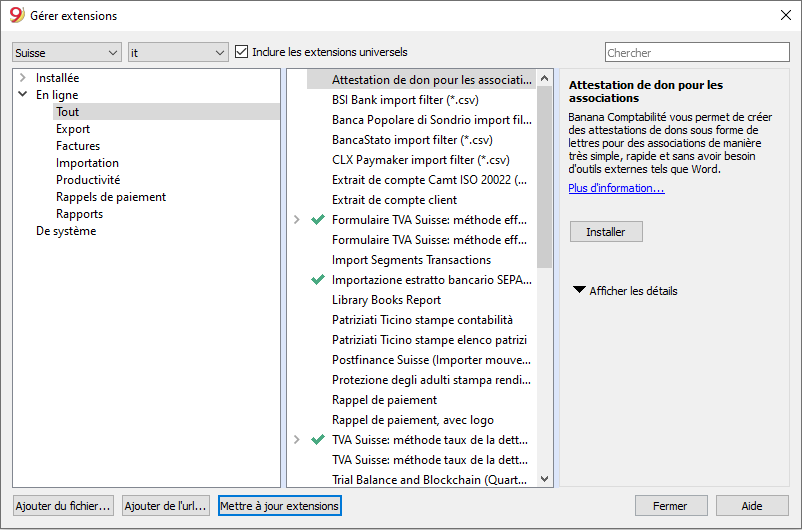 Gérer extensions
Suisse
it
Inclure les extensions universels
Chercher
Installée
En ligne
Tout
Export
Factures
Importation
Productivité
Rappels de paiement
Rapports
De système
Attestation de don pour les associati...
BSI Bank import filter (*.csv)
Banca Popolare di Sondrio import fil...
BancaStato import filter (*.csv)
CLX Paymaker import filter (*.csv)
Extrait de compte Camt ISO 20022 (...
Extrait de compte client
Formulaire TVA Suisse: méthode eff...
Formulaire TVA Suisse: méthode eff...
Import Segments Transactions
Importazione estratto bancario SEPA...
Library Books Report
Patriziati Ticino stampe contabilità
Patriziati Ticino stampe elenco patrizi
Postfinance Suisse (Importer mouve...
Protezione degli adulti stampa rendi...
Rappel de paiement
Rappel de paiement, avec logo
TVA Suisse: méthode taux de la dett...
TVA Suisse: méthode taux de la dett...
Trial Balance and Blockchain (Quart...
Attestation de don pour les
associations
Banana Comptabilité vous permet de créer
des attestations de dons sous forme de
lettres pour des associations de manière
très simple, rapide et sans avoir besoin
d'outils externes tels que Word.
Plus d'information...
Installer
Afficher les détails
Ajouter du fichier...
Ajouter de l'url...
Mettre à jour extensions
Fermer
Aide